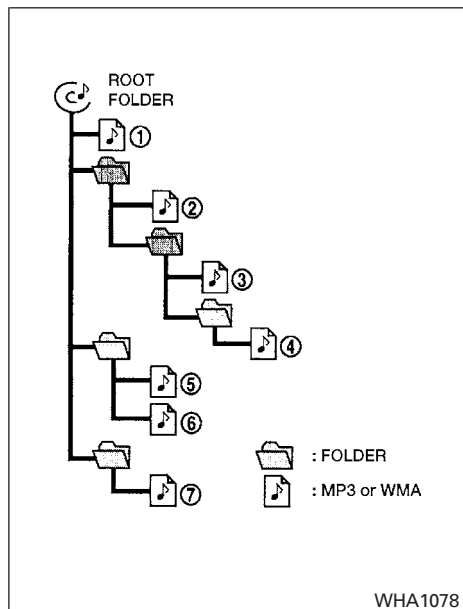 ROOT
FOLDER
①
②
③
④
⑤
⑥
⑦
: FOLDER
: MP3 or WMA
WHA1078